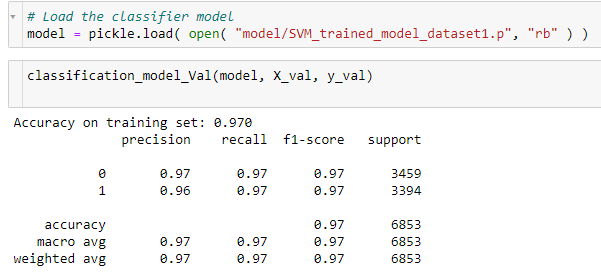 # Load the classifier model
model = pickle.load( open( "model/SVM_trained_model_dataset1.p", "rb" ) )
classification_model_Val(model, X_val, y_val)
Accuracy on training set: 0.970
precision recall f1-score support
0 0.97 0.97 0.97 3459
1 0.96 0.97 0.97 3394
accuracy 0.97 6853
macro avg 0.97 0.97 0.97 6853
weighted avg 0.97 0.97 0.97 6853